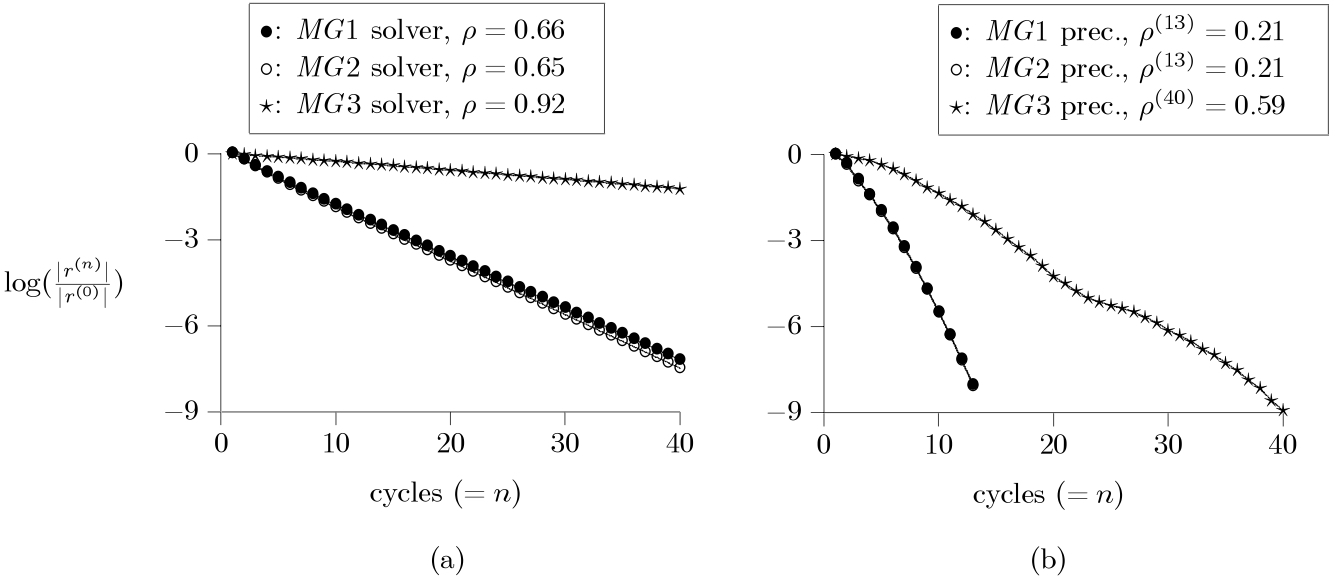 ●: MG1 solver, ρ = 0.66
○: MG2 solver, ρ = 0.65
⋆: MG3 solver, ρ = 0.92
0
−3
−6
−9
log(|r⁽ⁿ⁾|/|r⁽⁰⁾|)
0 10 20 30 40
cycles (= n)
(a)
●: MG1 prec., ρ⁽¹³⁾ = 0.21
○: MG2 prec., ρ⁽¹³⁾ = 0.21
⋆: MG3 prec., ρ⁽⁴⁰⁾ = 0.59
0
−3
−6
−9
0 10 20 30 40
cycles (= n)
(b)